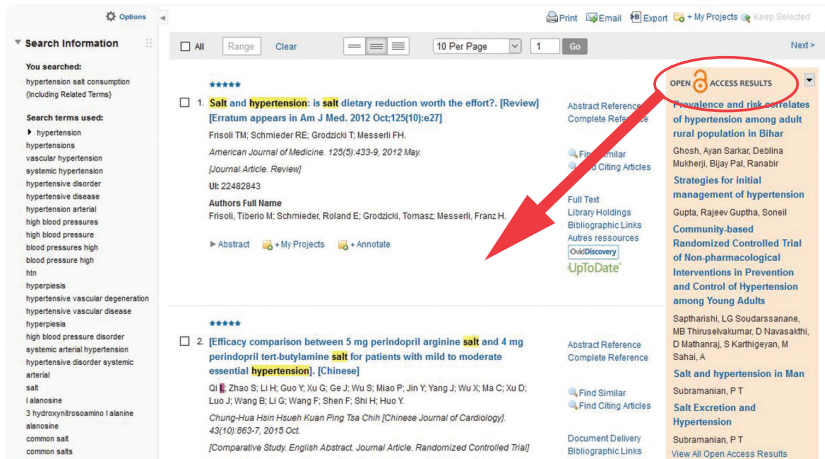 Options
Print Email Export + My Projects Keep Selected
Search Information
All Range Clear 10 Per Page 1 Go Next >
You searched:
hypertension salt consumption
{Including Related Terms}
Search terms used:
hypertension
hypertensions
vascular hypertension
systemic hypertension
hypertensive disorder
hypertensive disease
hypertension arterial
high blood pressures
high blood pressure
blood pressures high
blood pressure high
htn
hyperpiesis
hypertensive vascular degeneration
hypertensive vascular disease
hyperpiesia
high blood pressure disorder
systemic arterial hypertension
hypertensive disorder systemic
arterial
salt
l alanosine
3 hydroxynitrosoamino l alanine
alanosine
common salt
common salts
1. Salt and hypertension: is salt dietary reduction worth the effort?. [Review]
[Erratum appears in Am J Med. 2012 Oct;125(10):e27]
Frisoli TM; Schmieder RE; Grodzicki T; Messerli FH.
American Journal of Medicine. 125(5):433-9, 2012 May.
[Journal Article. Review]
UI: 22482843
Authors Full Name
Frisoli, Tiberio M; Schmieder, Roland E; Grodzicki, Tomasz; Messerli, Franz H.
Abstract + My Projects + Annotate
Abstract Reference
Complete Reference
Find Similar
Find Citing Articles
Full Text
Library Holdings
Bibliographic Links
Autres ressources
OvidDiscovery
UpToDate®
2. [Efficacy comparison between 5 mg perindopril arginine salt and 4 mg
perindopril tert-butylamine salt for patients with mild to moderate
essential hypertension]. [Chinese]
Qi L; Zhao S; Li H; Guo Y; Xu G; Ge J; Wu S; Miao P; Jin Y; Yang J; Wu X; Ma C; Xu D;
Luo J; Wang B; Li G; Wang F; Shen F; Shi H; Huo Y.
Chung-Hua Hsin Hsueh Kuan Ping Tsa Chih [Chinese Journal of Cardiology].
43(10):863-7, 2015 Oct.
[Comparative Study. English Abstract. Journal Article. Randomized Controlled Trial]
Abstract Reference
Complete Reference
Find Similar
Find Citing Articles
Document Delivery
Bibliographic Links
OPEN ACCESS RESULTS
Prevalence and risk correlates
of hypertension among adult
rural population in Bihar
Ghosh, Ayan Sarkar, Deblina
Mukherji, Bijay Pal, Ranabir
Strategies for initial
management of hypertension
Gupta, Rajeev Guptha, Soneil
Community-based
Randomized Controlled Trial
of Non-pharmacological
Interventions in Prevention
and Control of Hypertension
among Young Adults
Saptharishi, LG Soudarssanane,
MB Thiruselvakumar, D Navasakthi,
D Mathanraj, S Karthigeyan, M
Sahai, A
Salt and hypertension in Man
Subramanian, P T
Salt Excretion and
Hypertension
Subramanian, P T
View All Open Access Results